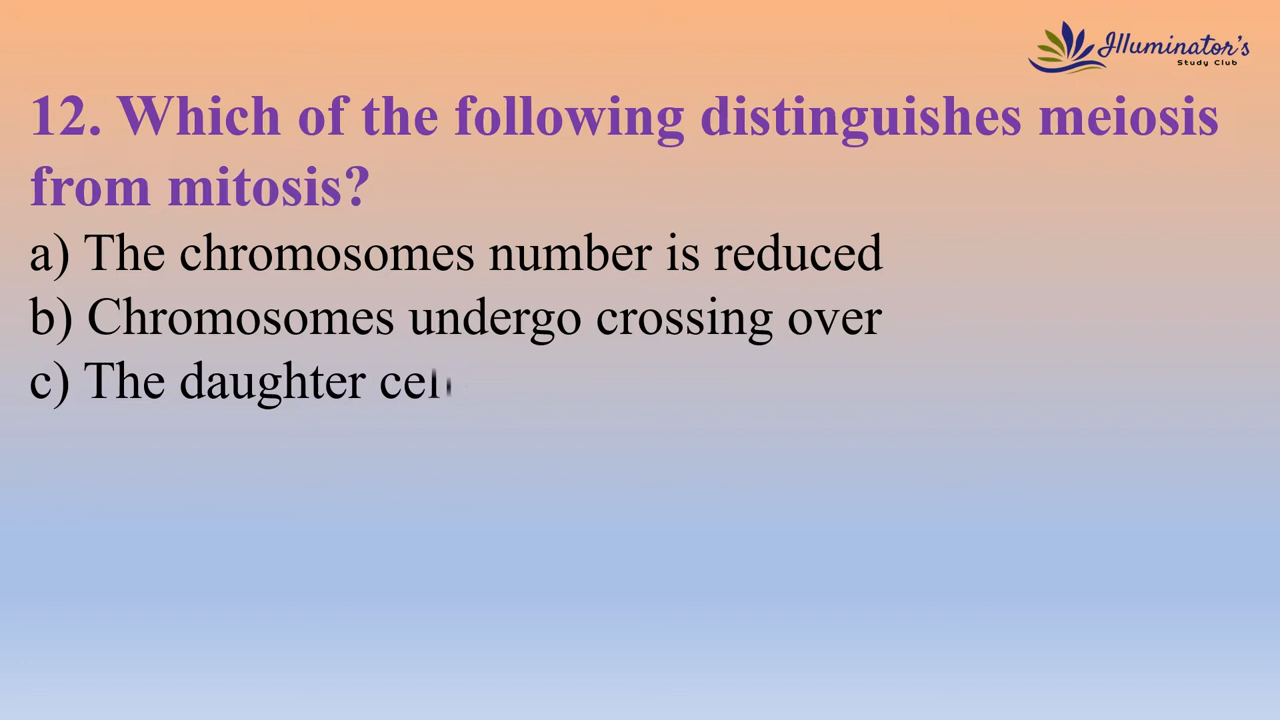 Illuminator's
Study Club
12. Which of the following distinguishes meiosis
from mitosis?
a) The chromosomes number is reduced
b) Chromosomes undergo crossing over
c) The daughter